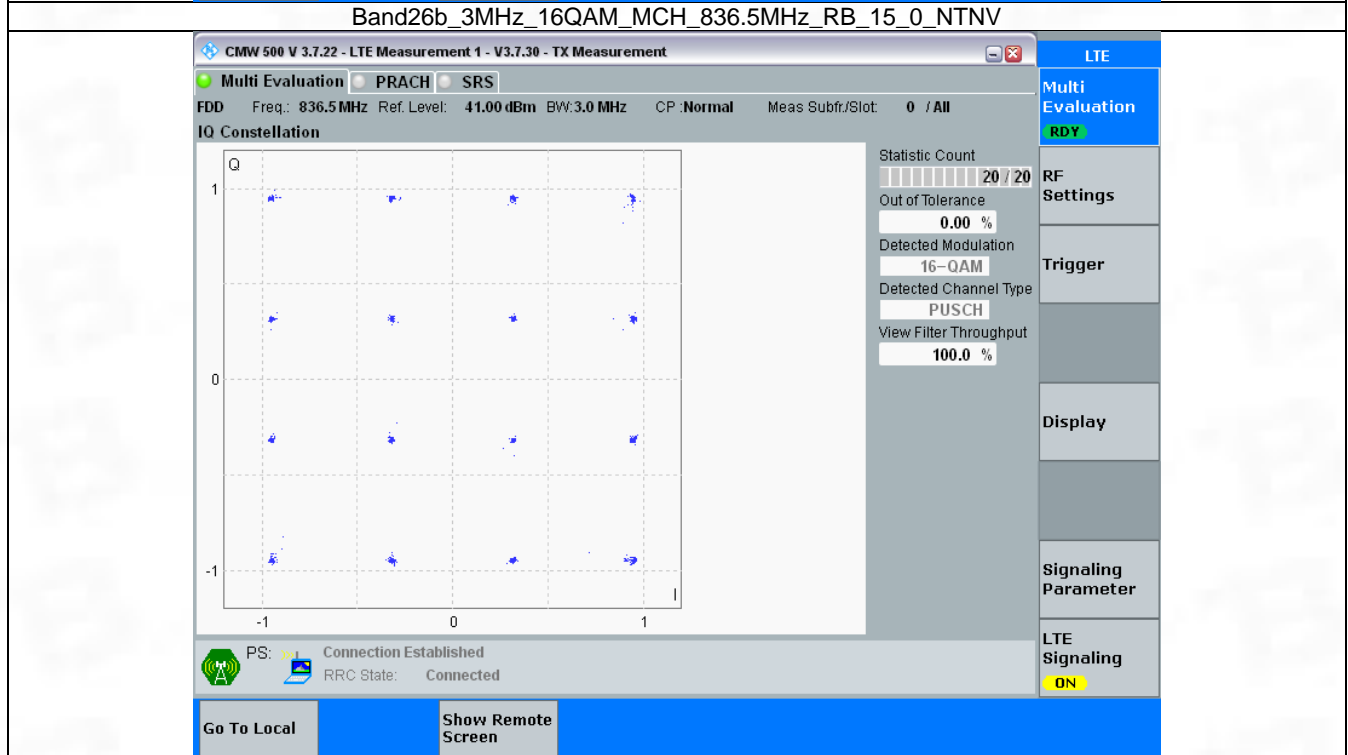 Band26b_3MHz_16QAM_MCH_836.5MHz_RB_15_0_NTNV
CMW 500 V 3.7.22 - LTE Measurement 1 - V3.7.30 - TX Measurement
LTE
Multi Evaluation PRACH SRS
Multi
Evaluation
RDY
FDD Freq.: 836.5 MHz Ref. Level: 41.00 dBm BW: 3.0 MHz CP :Normal Meas Subfr./Slot: 0 / All
IQ Constellation
Q
1
0
-1
I
-1 0 1
Statistic Count
20 / 20
Out of Tolerance
0.00 %
Detected Modulation
16-QAM
Detected Channel Type
PUSCH
View Filter Throughput
100.0 %
RF
Settings
Trigger
Display
Signaling
Parameter
LTE
Signaling
ON
PS: Connection Established
RRC State: Connected
Go To Local
Show Remote
Screen